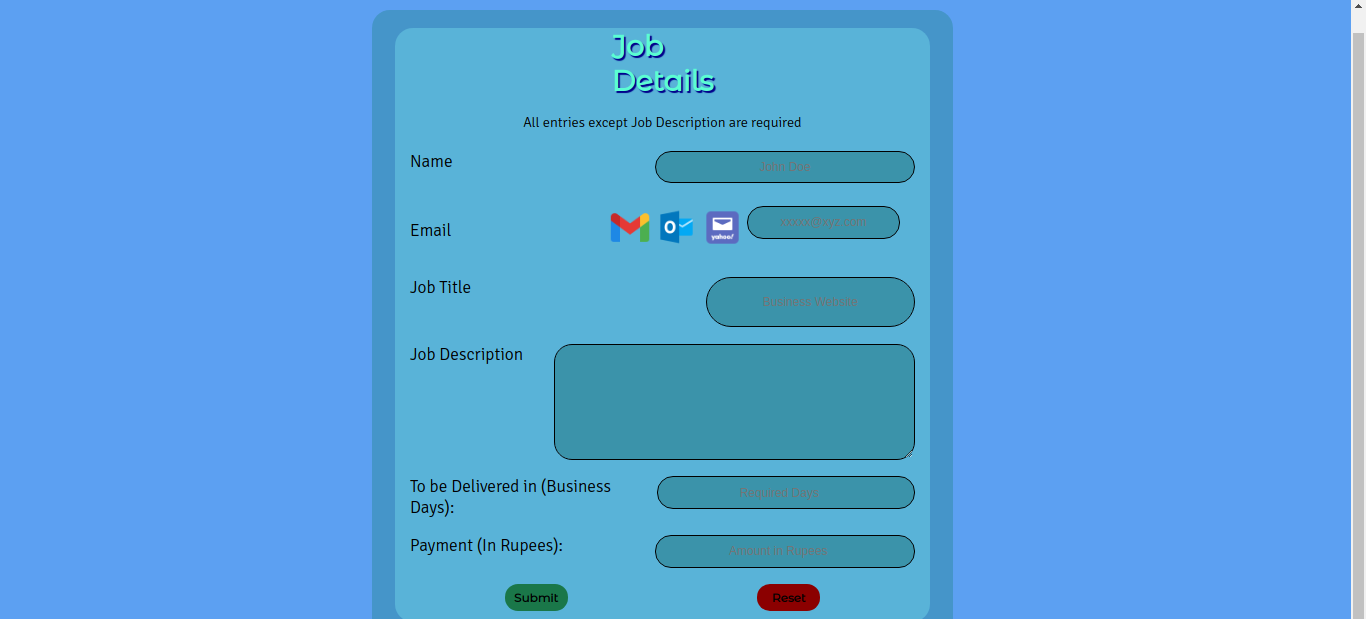 Job
Details
All entries except Job Description are required
Name
John Doe
Email
O
yahoo!
xxxxx@xyz.com
Job Title
Business Website
Job Description
To be Delivered in (Business
Days):
Required Days
Payment (In Rupees):
Amount in Rupees
Submit
Reset